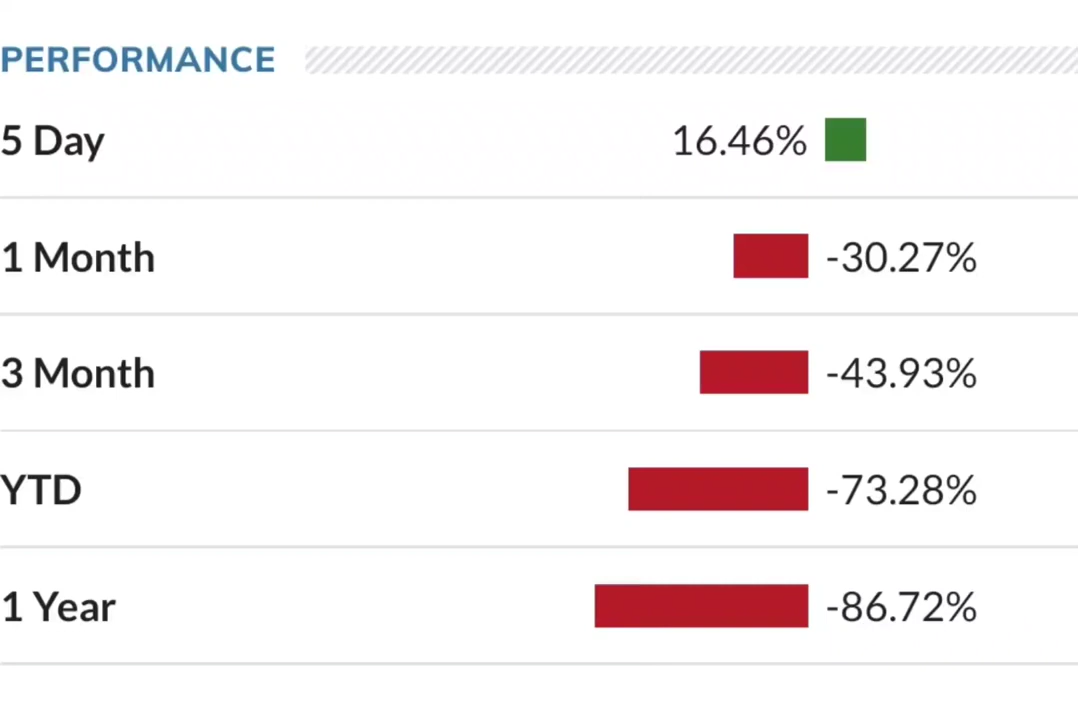 PERFORMANCE
5 Day 16.46%
1 Month -30.27%
3 Month -43.93%
YTD -73.28%
1 Year -86.72%